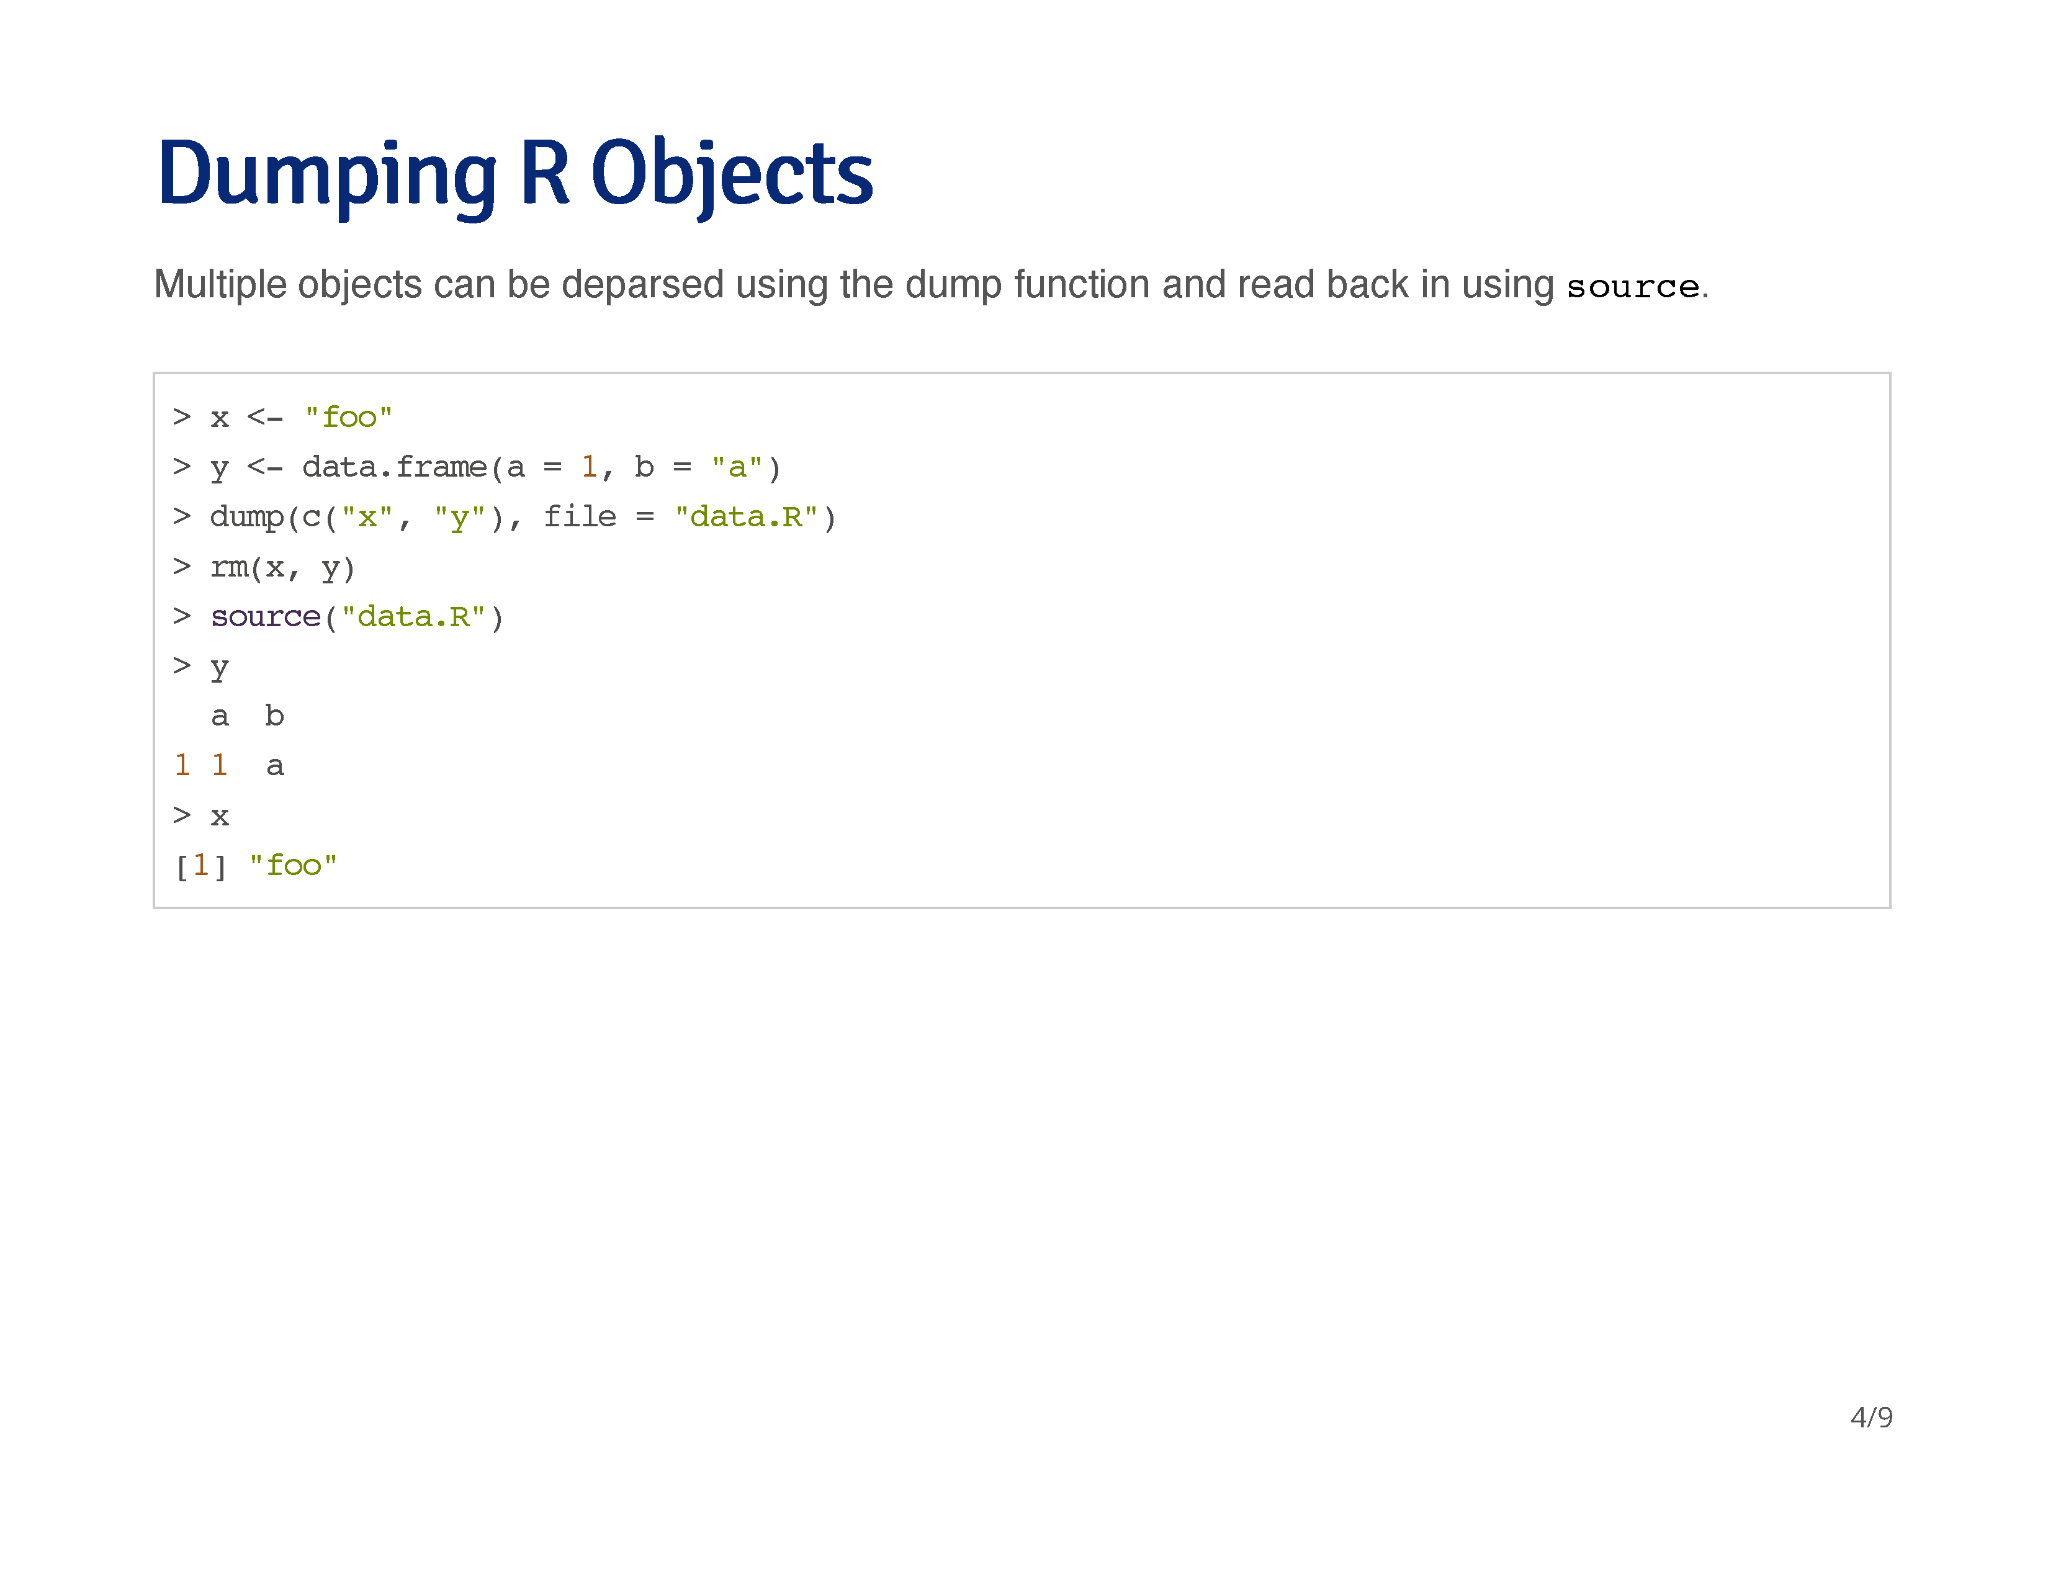 Dumping R Objects
Multiple objects can be deparsed using the dump function and read back in using source.
> x <- "foo"
> y <- data.frame(a = 1, b = "a")
> dump(c("x", "y"), file = "data.R")
> rm(x, y)
> source("data.R")
> y
  a  b
1 1  a
> x
[1] "foo"
4/9